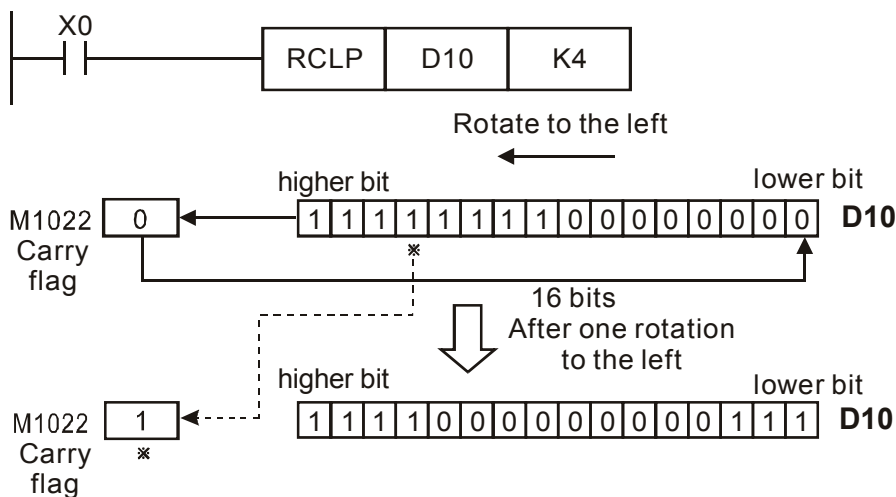 X0
RCLP D10 K4
Rotate to the left
higher bit lower bit
M1022 0 1 1 1 1 1 1 1 1 0 0 0 0 0 0 0 0 D10
Carry
flag
※
16 bits
After one rotation
to the left
higher bit lower bit
M1022 1 1 1 1 1 0 0 0 0 0 0 0 0 0 1 1 1 D10
Carry ※
flag